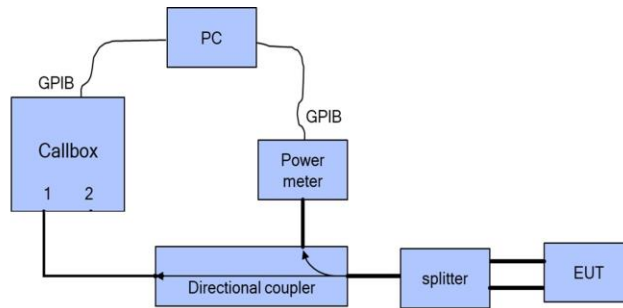 PC
GPIB
GPIB
Callbox
1 2
Power
meter
Directional coupler
splitter
EUT